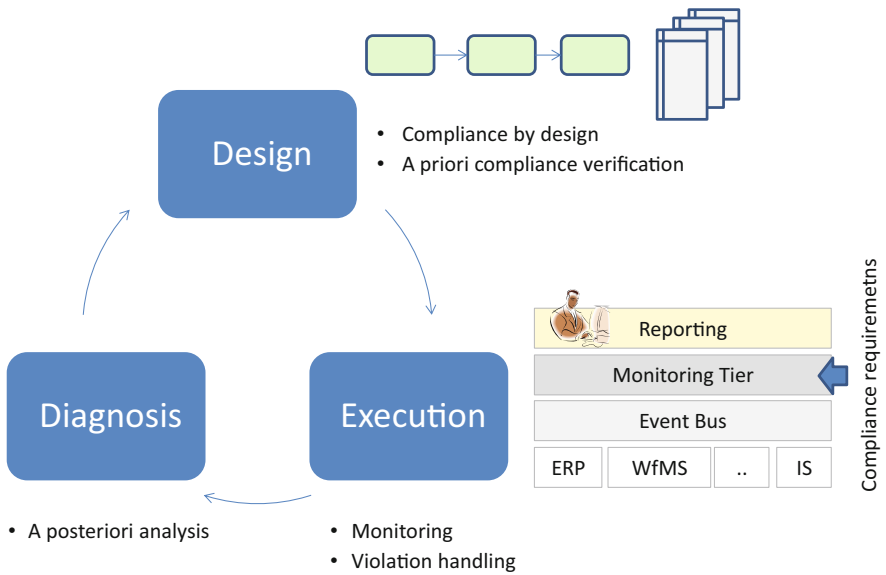 Design
• Compliance by design
• A priori compliance verification
Diagnosis
• A posteriori analysis
Execution
• Monitoring
• Violation handling
Reporting
Monitoring Tier
Event Bus
ERP
WfMS
..
IS
Compliance requiremetns